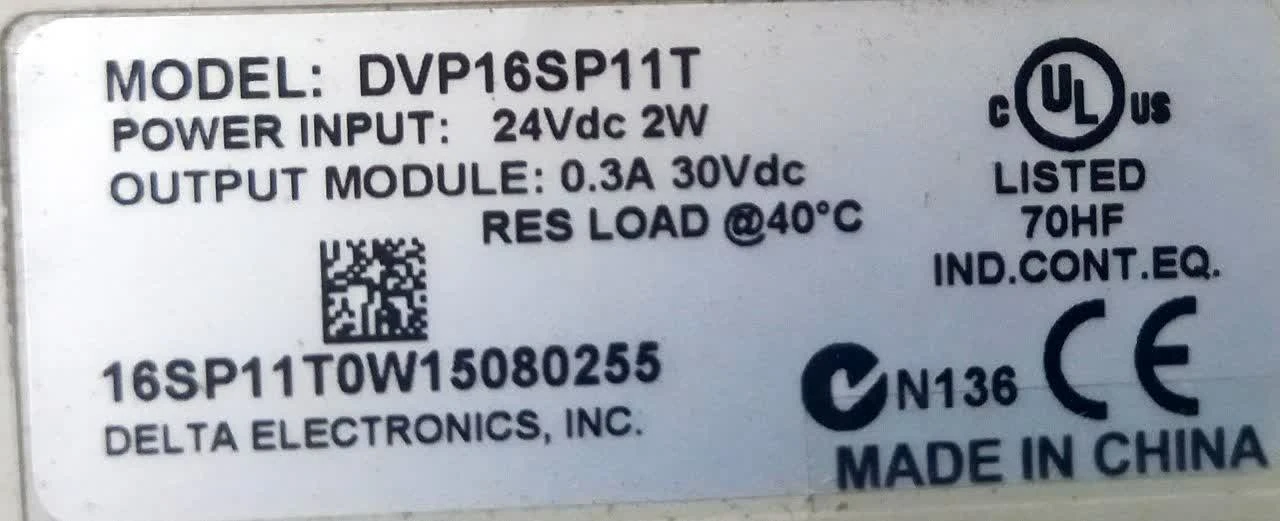 MODEL: DVP16SP11T
POWER INPUT: 24Vdc 2W
OUTPUT MODULE: 0.3A 30Vdc
RES LOAD @40°C
16SP11T0W15080255
DELTA ELECTRONICS, INC.
C UL US
LISTED
70HF
IND.CONT.EQ.
N136 CE
MADE IN CHINA